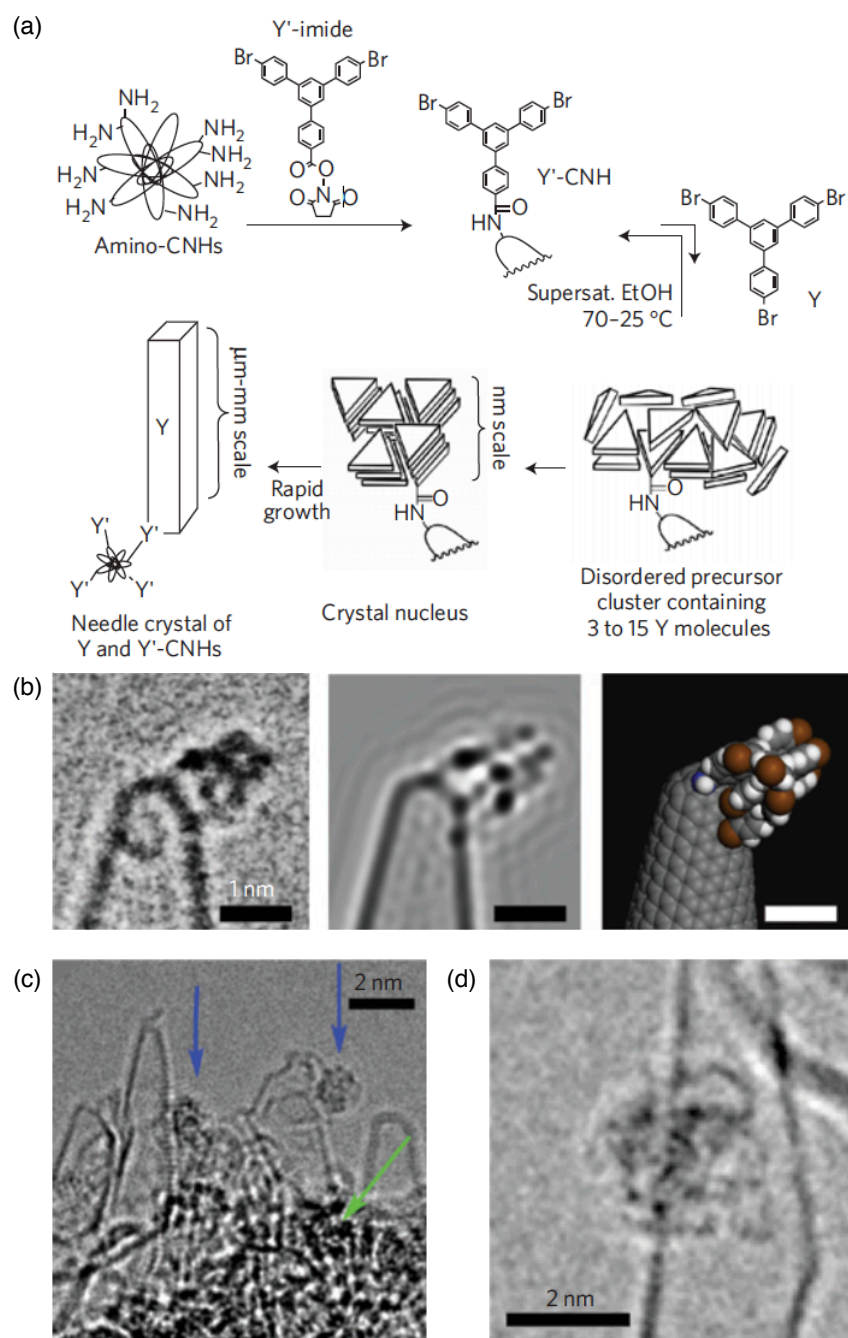 (a)
Y'-imide
Br
Br
NH2
NH2
H2N
NH2
H2N
NH2
H2N
NH2
H2N
NH2
O
O
N
O
O
Amino-CNHs
Br
Br
Y'-CNH
O
HN
Br
Br
Br
Y
Supersat. EtOH
70–25 °C
Y
μm-mm scale
Y'
Y'
Y'
Y'
Needle crystal of
Y and Y'-CNHs
Rapid
growth
nm scale
O
HN
Crystal nucleus
O
HN
Disordered precursor
cluster containing
3 to 15 Y molecules
(b)
1 nm
(c)
2 nm
(d)
2 nm